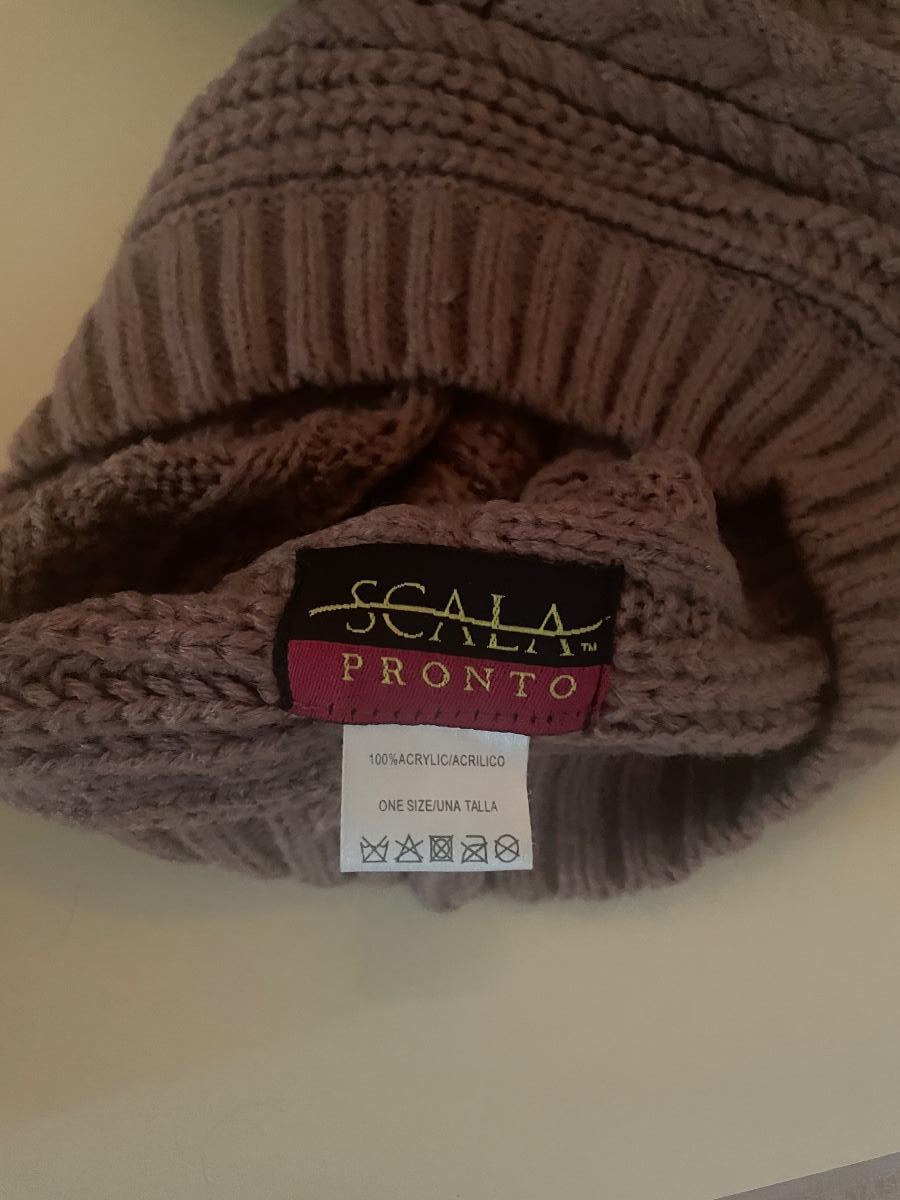 SCALA™
PRONTO
100%ACRYLIC/ACRILICO
ONE SIZE/UNA TALLA